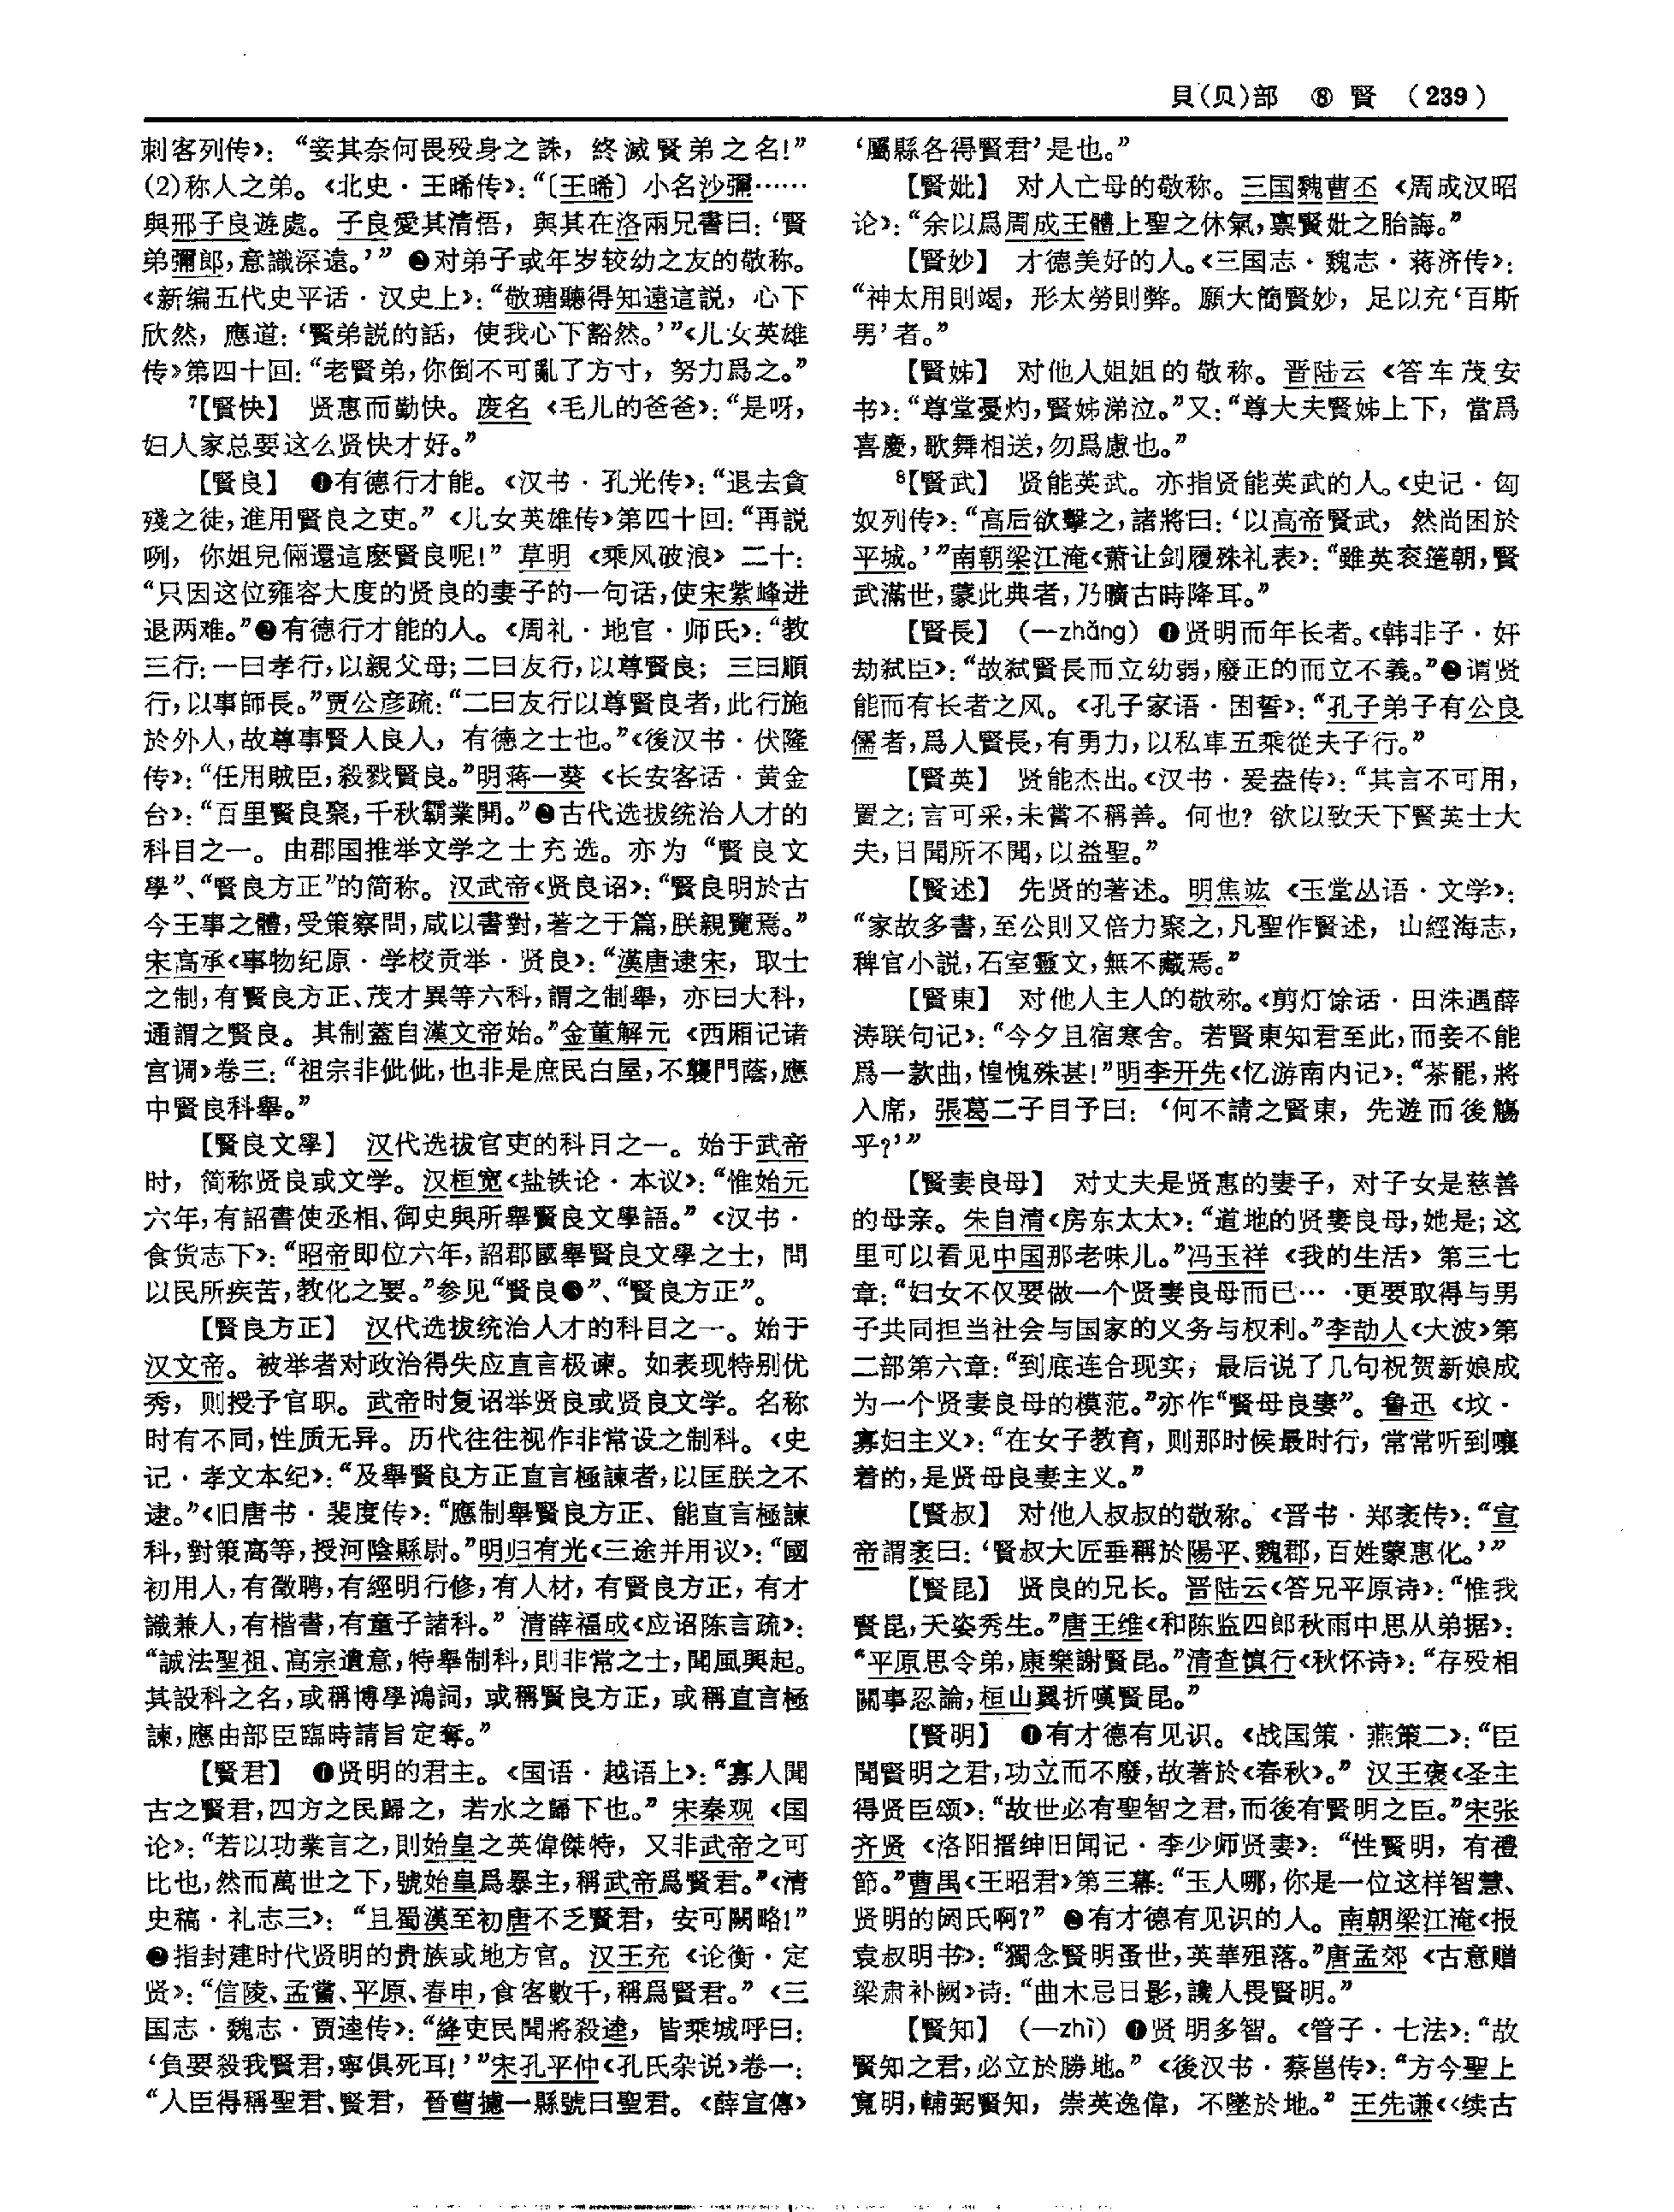 貝(贝)部 ⑧ 賢 (239)
刺客列传》：“妾其奈何畏殁身之誅，終滅賢弟之名!”
(2)称人之弟。《北史·王晞传》：“〔王晞〕小名沙彌……
與邢子良遊處。子良愛其清悟，與其在洛兩兄書曰：‘賢
弟彌郎，意識深遠。’” ❷对弟子或年岁较幼之友的敬称。
《新编五代史平话·汉史上》：“敬瑭聽得知遠這説，心下
欣然，應道：‘賢弟説的話，使我心下豁然。’”《儿女英雄
传》第四十回：“老賢弟，你倒不可亂了方寸，努力爲之。”
⁷【賢快】 贤惠而勤快。废名《毛儿的爸爸》：“是呀，
妇人家总要这么贤快才好。”
【賢良】 ❶有德行才能。《汉书·孔光传》：“退去貪
殘之徒，進用賢良之吏。”《儿女英雄传》第四十回：“再説
咧，你姐兒倆還這麽賢良呢!” 草明《乘风破浪》二十：
“只因这位雍容大度的贤良的妻子的一句话，使宋紫峰进
退两难。”❷有德行才能的人。《周礼·地官·师氏》：“教
三行：一曰孝行，以親父母；二曰友行，以尊賢良；三曰順
行，以事師長。”贾公彦疏：“二曰友行以尊賢良者，此行施
於外人，故尊事賢人良人，有德之士也。”《後汉书·伏隆
传》：“任用賊臣，殺戮賢良。”明蒋一葵《长安客话·黄金
台》：“百里賢良聚，千秋霸業開。”❸古代选拔统治人才的
科目之一。由郡国推举文学之士充选。亦为“賢良文
學”、“賢良方正”的简称。汉武帝《贤良诏》：“賢良明於古
今王事之體，受策察問，咸以書對，著之于篇，朕親覽焉。”
宋高承《事物纪原·学校贡举·贤良》：“漢唐逮宋，取士
之制，有賢良方正、茂才異等六科，謂之制舉，亦曰大科，
通謂之賢良。其制蓋自漢文帝始。”金董解元《西厢记诸
宫调》卷三：“祖宗非仳仳，也非是庶民白屋，不襲門蔭，應
中賢良科舉。”
【賢良文學】 汉代选拔官吏的科目之一。始于武帝
时，简称贤良或文学。汉桓宽《盐铁论·本议》：“惟始元
六年，有詔書使丞相、御史與所舉賢良文學語。”《汉书·
食货志下》：“昭帝即位六年，詔郡國舉賢良文學之士，問
以民所疾苦，教化之要。”参见“賢良❸”、“賢良方正”。
【賢良方正】 汉代选拔统治人才的科目之一。始于
汉文帝。被举者对政治得失应直言极谏。如表现特别优
秀，则授予官职。武帝时复诏举贤良或贤良文学。名称
时有不同，性质无异。历代往往视作非常设之制科。《史
记·孝文本纪》：“及舉賢良方正直言極諫者，以匡朕之不
逮。”《旧唐书·裴度传》：“應制舉賢良方正、能直言極諫
科，對策高等，授河陰縣尉。”明归有光《三途并用议》：“國
初用人，有徵聘，有經明行修，有人材，有賢良方正，有才
識兼人，有楷書，有童子諸科。”清薛福成《应诏陈言疏》：
“誠法聖祖、高宗遺意，特舉制科，則非常之士，聞風興起。
其設科之名，或稱博學鴻詞，或稱賢良方正，或稱直言極
諫，應由部臣臨時請旨定奪。”
【賢君】 ❶贤明的君主。《国语·越语上》：“寡人聞
古之賢君，四方之民歸之，若水之歸下也。”宋秦观《国
论》：“若以功業言之，則始皇之英偉傑特，又非武帝之可
比也，然而萬世之下，號始皇爲暴主，稱武帝爲賢君。”《清
史稿·礼志三》：“且蜀漢至初唐不乏賢君，安可闕略!”
❷指封建时代贤明的贵族或地方官。汉王充《论衡·定
贤》：“信陵、孟嘗、平原、春申，食客數千，稱爲賢君。”《三
国志·魏志·贾逵传》：“絳吏民聞將殺逵，皆乘城呼曰：
‘負要殺我賢君，寧俱死耳!’”宋孔平仲《孔氏杂说》卷一：
“人臣得稱聖君、賢君，晉曹攄一縣號曰聖君。《薛宣傳》
‘屬縣各得賢君’是也。”
【賢妣】 对人亡母的敬称。三国魏曹丕《周成汉昭
论》：“余以爲周成王體上聖之休氣，禀賢妣之胎誨。”
【賢妙】 才德美好的人。《三国志·魏志·蒋济传》：
“神太用則竭，形太勞則弊。願大簡賢妙，足以充‘百斯
男’者。”
【賢姊】 对他人姐姐的敬称。晋陆云《答车茂安
书》：“尊堂憂灼，賢姊涕泣。”又：“尊大夫賢姊上下，當爲
喜慶，歌舞相送，勿爲慮也。”
⁸【賢武】 贤能英武。亦指贤能英武的人。《史记·匈
奴列传》：“高后欲擊之，諸將曰：‘以高帝賢武，然尚困於
平城。’”南朝梁江淹《萧让剑履殊礼表》：“雖英衮簉朝，賢
武滿世，蒙此典者，乃曠古時降耳。”
【賢長】 (—zhǎng) ❶贤明而年长者。《韩非子·奸
劫弑臣》：“故弑賢長而立幼弱，廢正的而立不義。”❷谓贤
能而有长者之风。《孔子家语·困誓》：“孔子弟子有公良
儒者，爲人賢長，有勇力，以私車五乘從夫子行。”
【賢英】 贤能杰出。《汉书·爰盎传》：“其言不可用，
置之；言可采，未嘗不稱善。何也? 欲以致天下賢英士大
夫，日聞所不聞，以益聖。”
【賢述】 先贤的著述。明焦竑《玉堂丛语·文学》：
“家故多書，至公則又倍力聚之，凡聖作賢述，山經海志，
稗官小説，石室靈文，無不藏焉。”
【賢東】 对他人主人的敬称。《剪灯馀话·田洙遇薛
涛联句记》：“今夕且宿寒舍。若賢東知君至此，而妾不能
爲一款曲，惶愧殊甚!”明李开先《忆游南内记》：“茶罷，將
入席，張葛二子目予曰：‘何不請之賢東，先遊而後觴
乎?’”
【賢妻良母】 对丈夫是贤惠的妻子，对子女是慈善
的母亲。朱自清《房东太太》：“道地的贤妻良母，她是；这
里可以看见中国那老味儿。”冯玉祥《我的生活》第三七
章：“妇女不仅要做一个贤妻良母而已… ·更要取得与男
子共同担当社会与国家的义务与权利。”李劼人《大波》第
二部第六章：“到底连合现实，最后说了几句祝贺新娘成
为一个贤妻良母的模范。”亦作“賢母良妻”。鲁迅《坟·
寡妇主义》：“在女子教育，则那时候最时行，常常听到嚷
着的，是贤母良妻主义。”
【賢叔】 对他人叔叔的敬称。《晋书·郑袤传》：“宣
帝謂袤曰：‘賢叔大匠垂稱於陽平、魏郡，百姓蒙惠化。’”
【賢昆】 贤良的兄长。晋陆云《答兄平原诗》：“惟我
賢昆，天姿秀生。”唐王维《和陈监四郎秋雨中思从弟据》：
“平原思令弟，康樂謝賢昆。”清查慎行《秋怀诗》：“存殁相
關事忍論，桓山翼折嘆賢昆。”
【賢明】 ❶有才德有见识。《战国策·燕策二》：“臣
聞賢明之君，功立而不廢，故著於《春秋》。”汉王褒《圣主
得贤臣颂》：“故世必有聖智之君，而後有賢明之臣。”宋张
齐贤《洛阳搢绅旧闻记·李少师贤妻》：“性賢明，有禮
節。”曹禺《王昭君》第三幕：“玉人哪，你是一位这样智慧、
贤明的阏氏啊?” ❷有才德有见识的人。南朝梁江淹《报
袁叔明书》：“獨念賢明蚤世，英華殂落。”唐孟郊《古意赠
梁肃补阙》诗：“曲木忌日影，讒人畏賢明。”
【賢知】 (—zhì) ❶贤明多智。《管子·七法》：“故
賢知之君，必立於勝地。”《後汉书·蔡邕传》：“方今聖上
寬明，輔弼賢知，崇英逸偉，不墜於地。”王先谦《〈续古